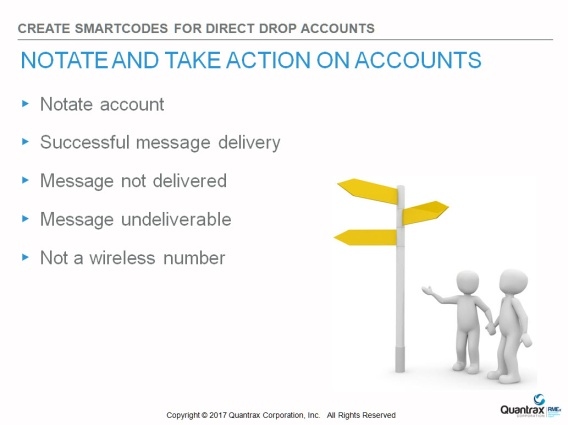 CREATE SMARTCODES FOR DIRECT DROP ACCOUNTS
NOTATE AND TAKE ACTION ON ACCOUNTS
Notate account
Successful message delivery
Message not delivered
Message undeliverable
Not a wireless number
Copyright © 2017 Quantrax Corporation, Inc. All Rights Reserved
Quantrax
CORPORATION